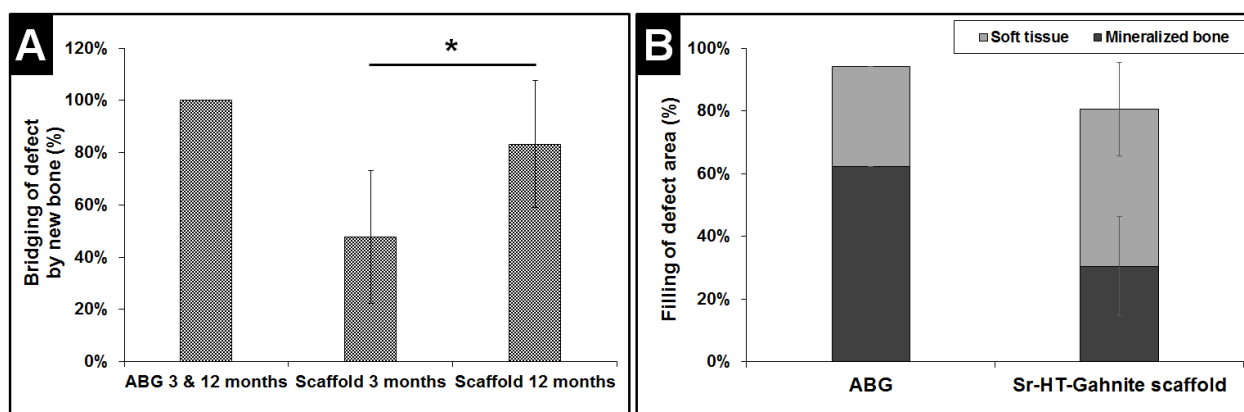 A
Bridging of defect
by new bone (%)
120%
100%
80%
60%
40%
20%
0%
*
ABG 3 & 12 months
Scaffold 3 months
Scaffold 12 months
B
Soft tissue
Mineralized bone
Filling of defect area (%)
100%
80%
60%
40%
20%
0%
ABG
Sr-HT-Gahnite scaffold